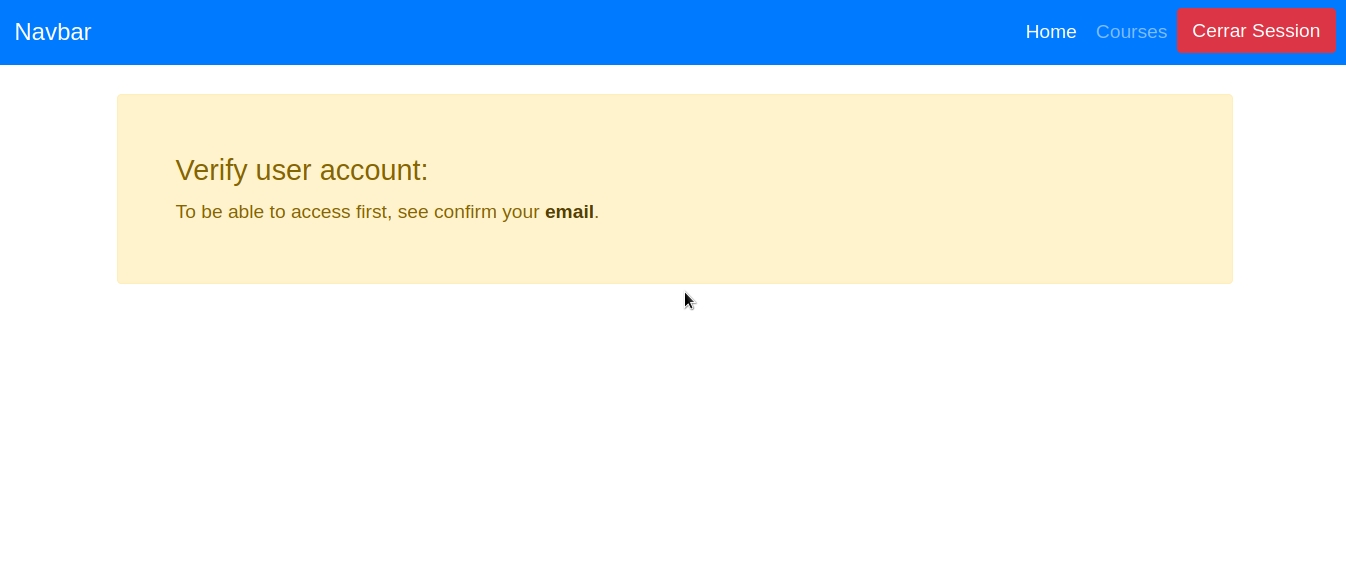 Navbar
Home Courses Cerrar Session
Verify user account:
To be able to access first, see confirm your email.